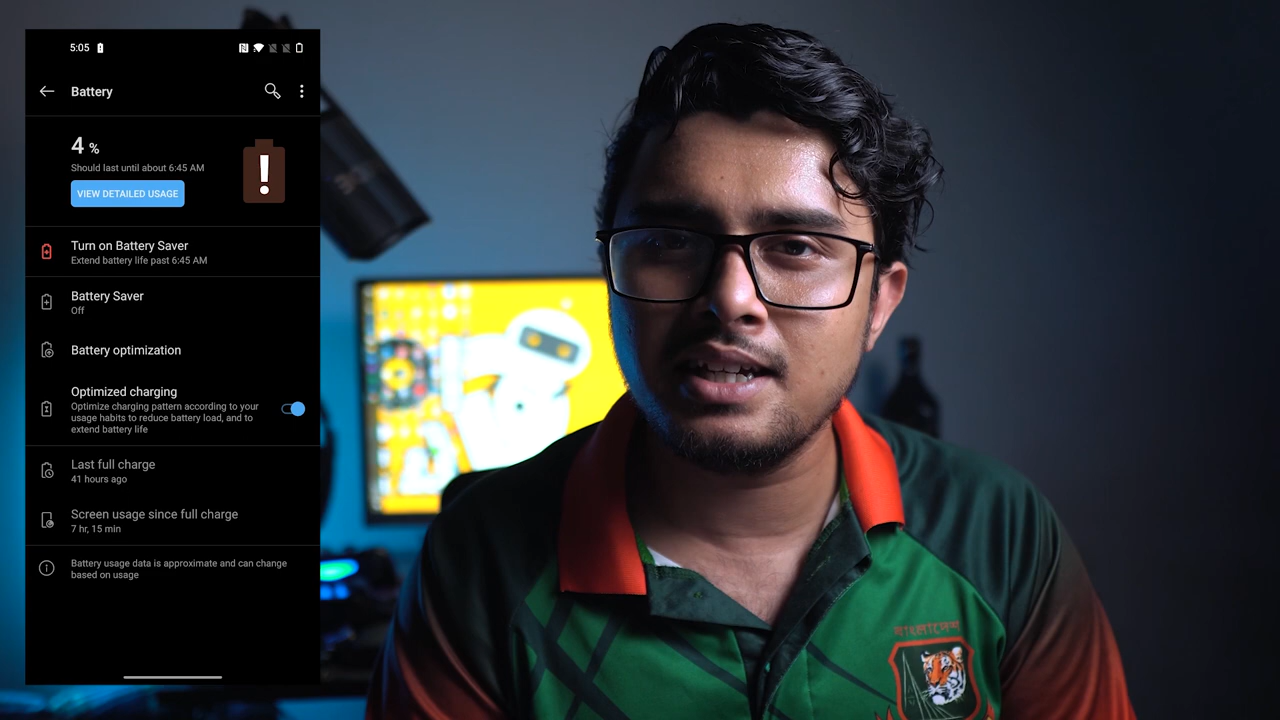 5:05
Battery
4 %
Should last until about 6:45 AM
VIEW DETAILED USAGE
Turn on Battery Saver
Extend battery life past 6:45 AM
Battery Saver
Off
Battery optimization
Optimized charging
Optimize charging pattern according to your
usage habits to reduce battery load, and to
extend battery life
Last full charge
41 hours ago
Screen usage since full charge
7 hr, 15 min
Battery usage data is approximate and can change
based on usage
বাংলাদেশ